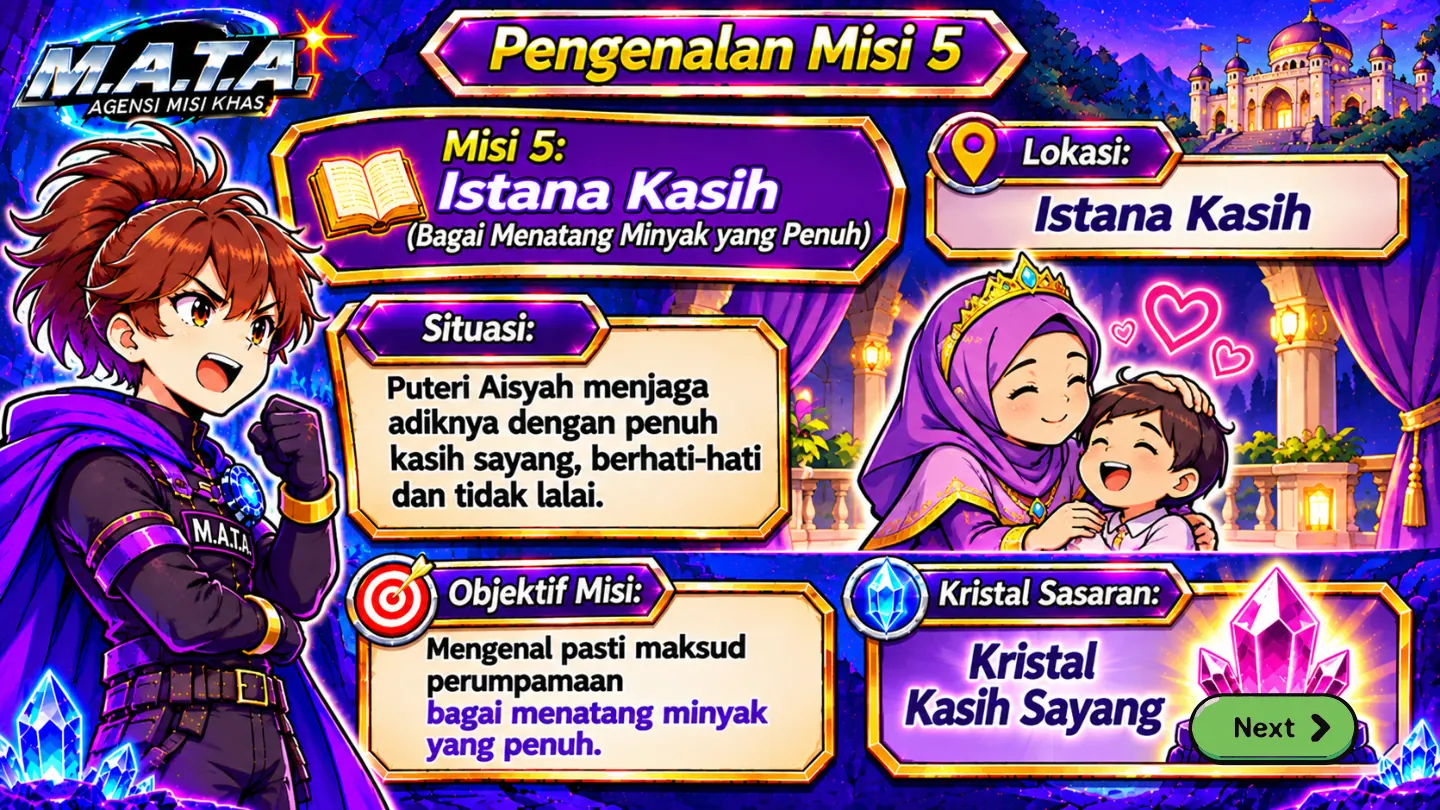 M.A.T.A.
AGENSI MISI KHAS
Pengenalan Misi 5
Misi 5:
Istana Kasih
(Bagai Menatang Minyak yang Penuh)
Lokasi:
Istana Kasih
Situasi:
Puteri Aisyah menjaga
adiknya dengan penuh
kasih sayang, berhati-hati
dan tidak lalai.
M.A.T.A.
Objektif Misi:
Mengenal pasti maksud
perumpamaan
bagai menatang minyak
yang penuh.
Kristal Sasaran:
Kristal
Kasih Sayang
Next